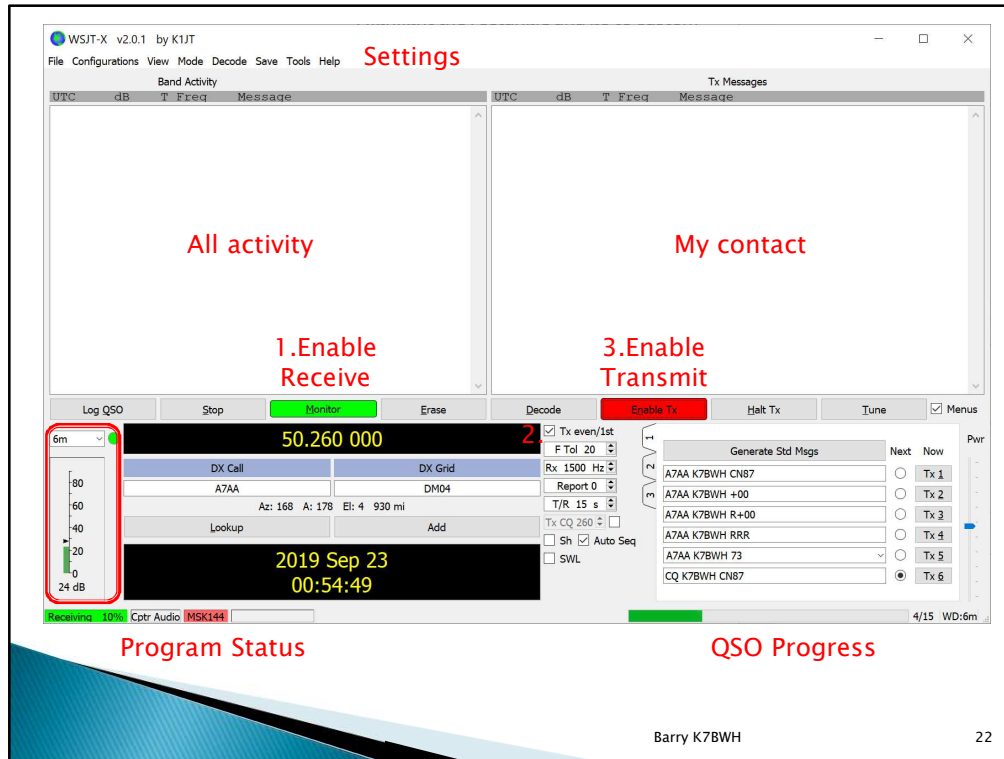 WSJT-X v2.0.1 by K1JT
File Configurations View Mode Decode Save Tools Help
Settings
Band Activity
Tx Messages
UTC dB T Freq Message
UTC dB T Freq Message
All activity
My contact
1.Enable
Receive
3.Enable
Transmit
Log QSO Stop Monitor Erase Decode Enable Tx Halt Tx Tune Menus
6m
50.260 000
2.
Tx even/1st
F Tol 20
Rx 1500 Hz
Report 0
T/R 15 s
Tx CQ 260
Sh Auto Seq
SWL
DX Call DX Grid
A7AA DM04
Az: 168 A: 178 El: 4 930 mi
Lookup Add
2019 Sep 23
00:54:49
80
60
40
20
0
24 dB
1
2
3
Generate Std Msgs Next Now
A7AA K7BWH CN87 Tx 1
A7AA K7BWH +00 Tx 2
A7AA K7BWH R+00 Tx 3
A7AA K7BWH RRR Tx 4
A7AA K7BWH 73 Tx 5
CQ K7BWH CN87 Tx 6
Pwr
Receiving 10% Cptr Audio MSK144
4/15 WD:6m
Program Status
QSO Progress
Barry K7BWH
22